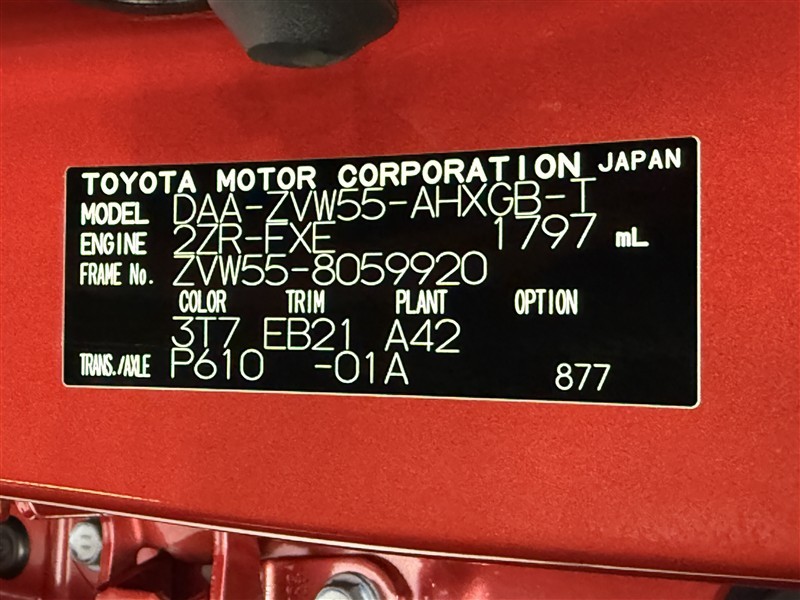 TOYOTA MOTOR CORPORATION JAPAN
MODEL DAA-ZVW55-AHXGB-T
ENGINE 2ZR-FXE 1797 mL
FRAME No. ZVW55-8059920
COLOR TRIM PLANT OPTION
3T7 EB21 A42
TRANS./AXLE P610 -01A 877